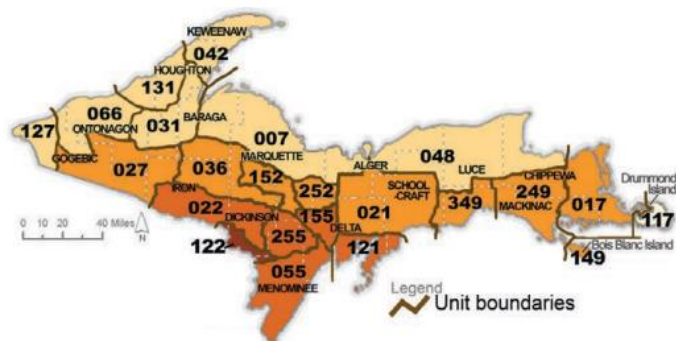 KEWEENAW
042
HOUGHTON
131
066
ONTONAGON
031
BARAGA
127
007
MARQUETTE
048
ALGER
LUCE
GOGEBIC
027
036
152
252
SCHOOL
-CRAFT
349
CHIPPEWA
249
MACKINAC
017
Drummond
Island
117
IRON
022
DICKINSON
155
021
DELTA
255
122
121
055
MENOMINEE
149
Bois Blanc Island
0 20 40 Miles
N
Legend
Unit boundaries